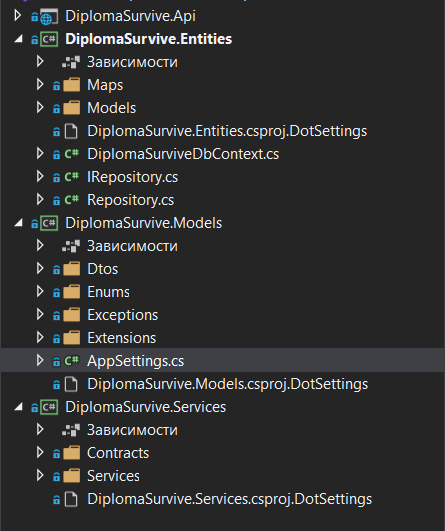 DiplomaSurvive.Api
DiplomaSurvive.Entities
Зависимости
Maps
Models
DiplomaSurvive.Entities.csproj.DotSettings
C# DiplomaSurviveDbContext.cs
C# IRepository.cs
C# Repository.cs
C# DiplomaSurvive.Models
Зависимости
Dtos
Enums
Exceptions
Extensions
C# AppSettings.cs
DiplomaSurvive.Models.csproj.DotSettings
C# DiplomaSurvive.Services
Зависимости
Contracts
Services
DiplomaSurvive.Services.csproj.DotSettings